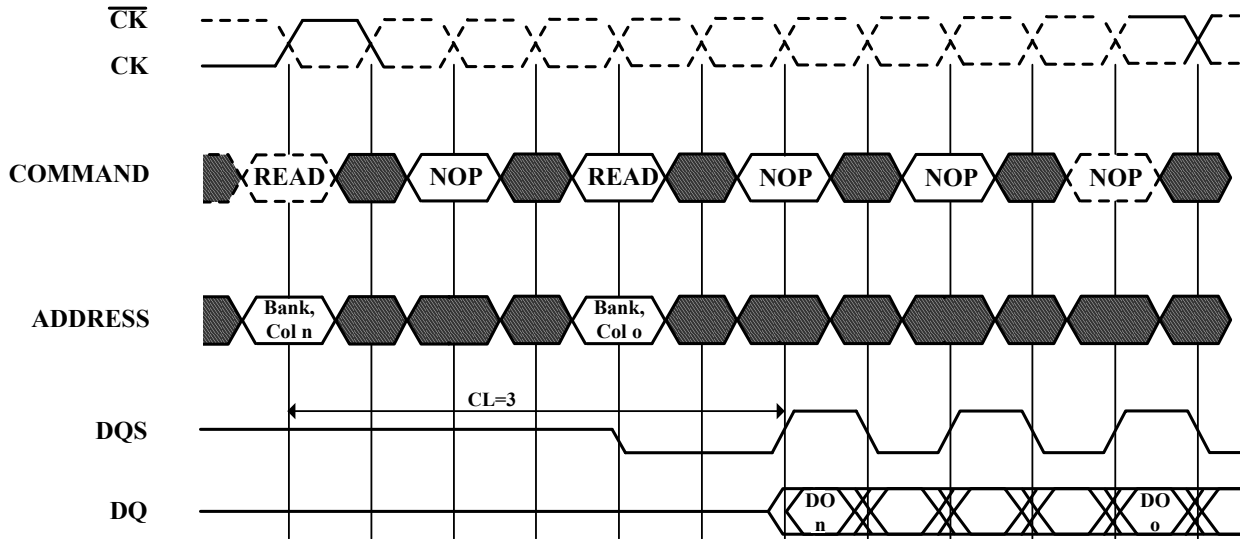 CK
CK
COMMAND
READ
NOP
READ
NOP
NOP
NOP
ADDRESS
Bank,
Col n
Bank,
Col o
CL=3
DQS
DQ
DO
n
DO
o